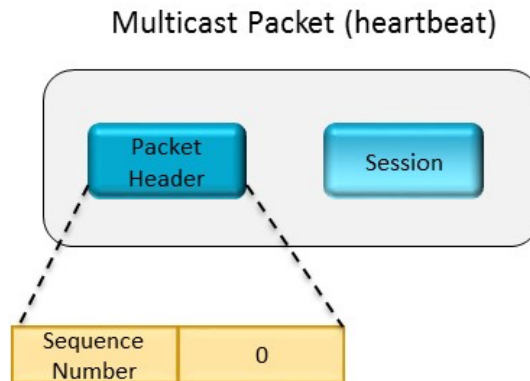 Multicast Packet (heartbeat)
Packet
Header
Session
Sequence
Number
0